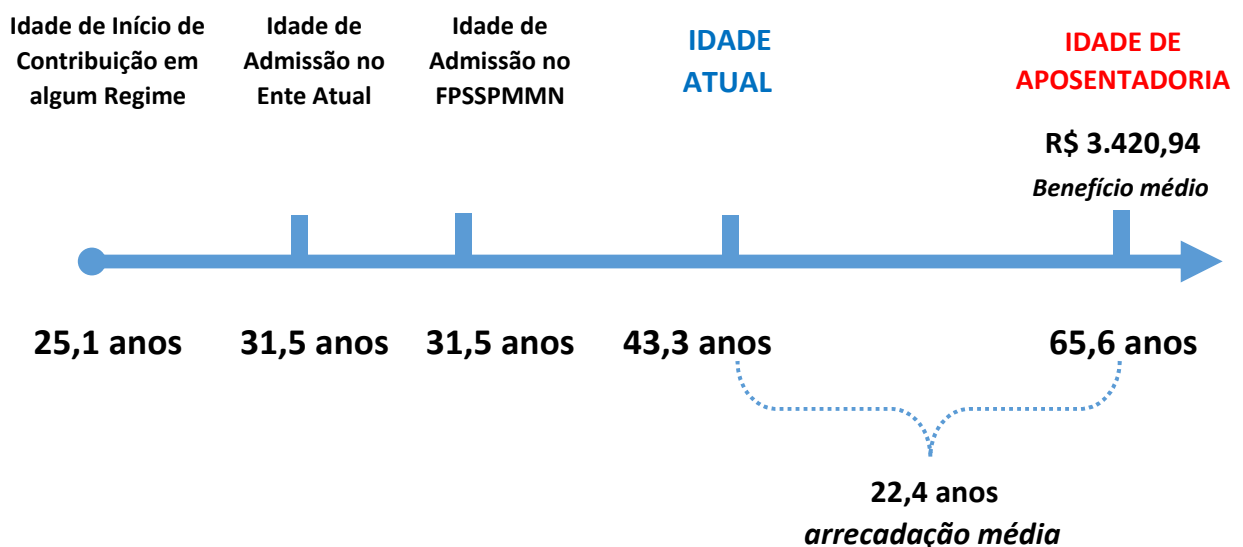 Idade de Início de
Contribuição em
algum Regime
Idade de
Admissão no
Ente Atual
Idade de
Admissão no
FPSSPMMN
IDADE
ATUAL
IDADE DE
APOSENTADORIA
R$ 3.420,94
Benefício médio
25,1 anos
31,5 anos
31,5 anos
43,3 anos
65,6 anos
22,4 anos
arrecadação média